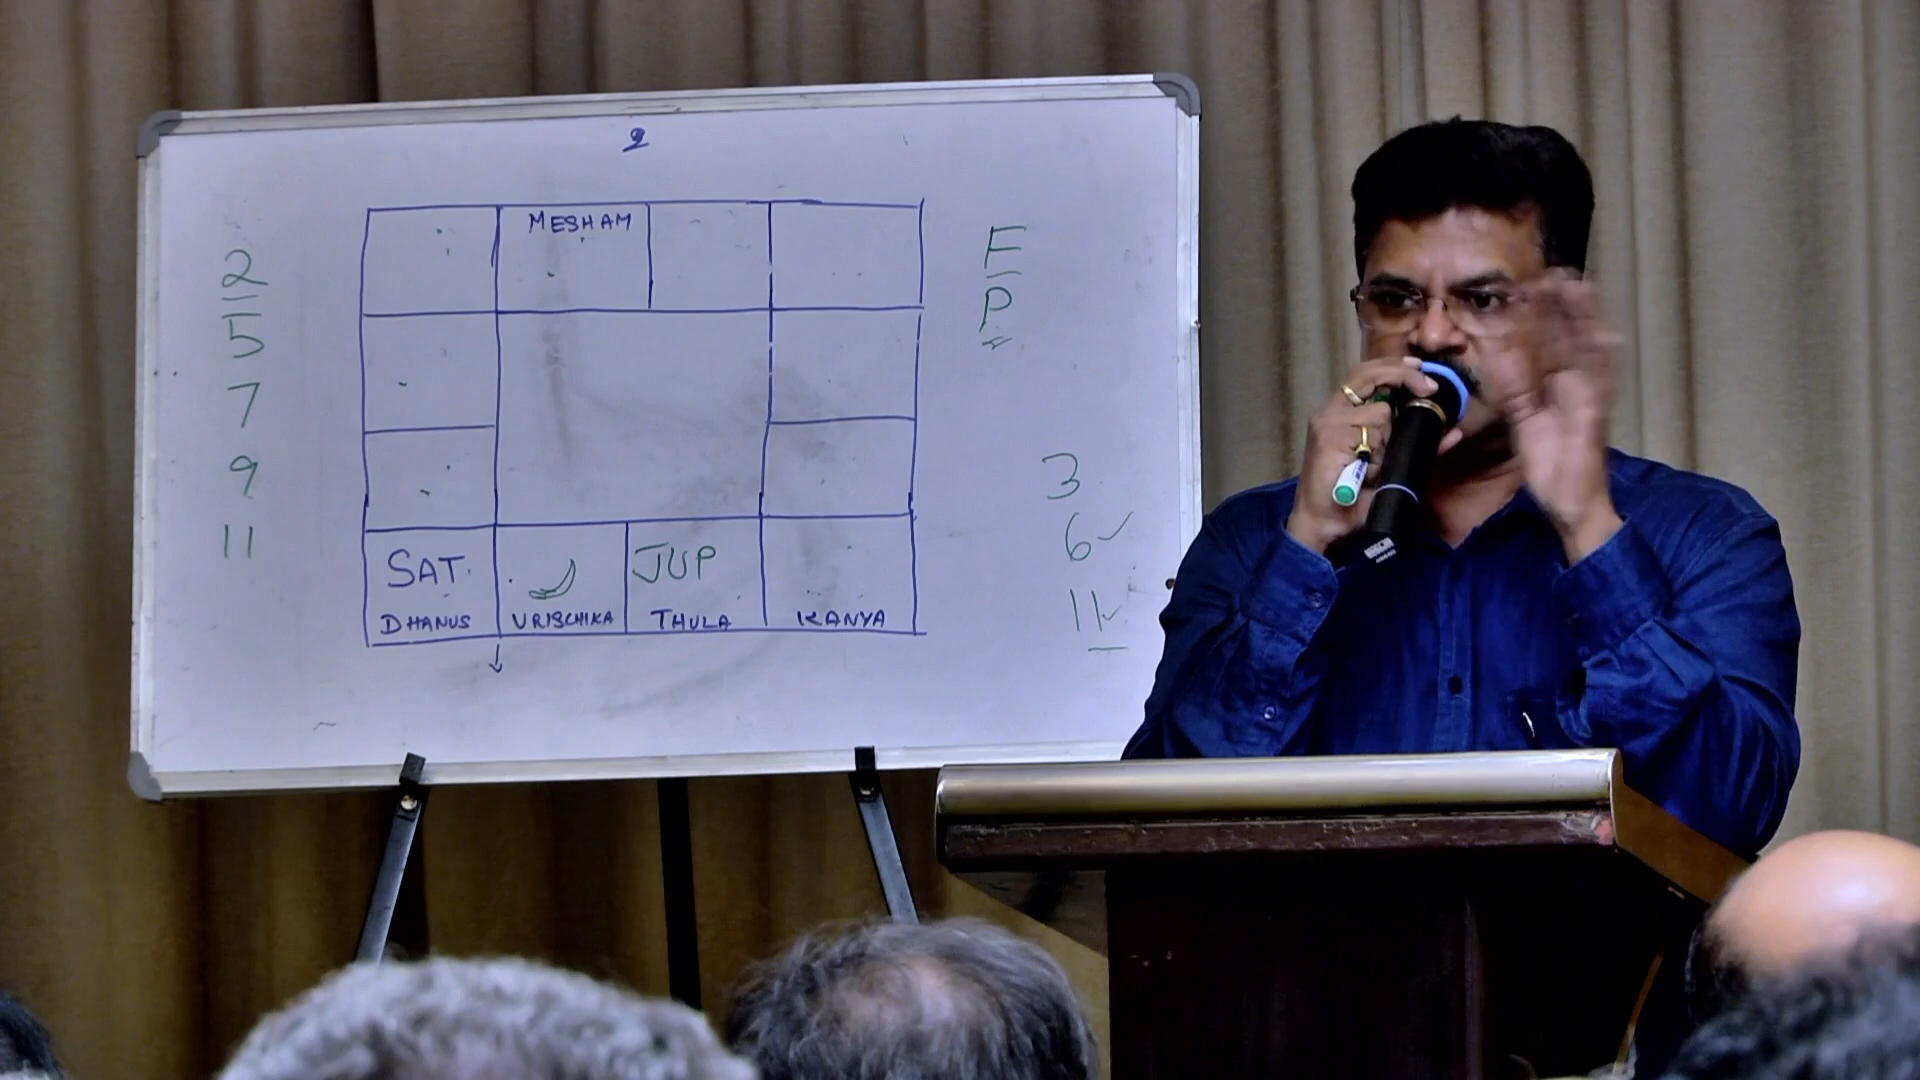 2
MESHAM
2
5
7
9
11
F
P
3
6
11
SAT
JUP
DHANUS
VRISCHIKA
THULA
KANYA